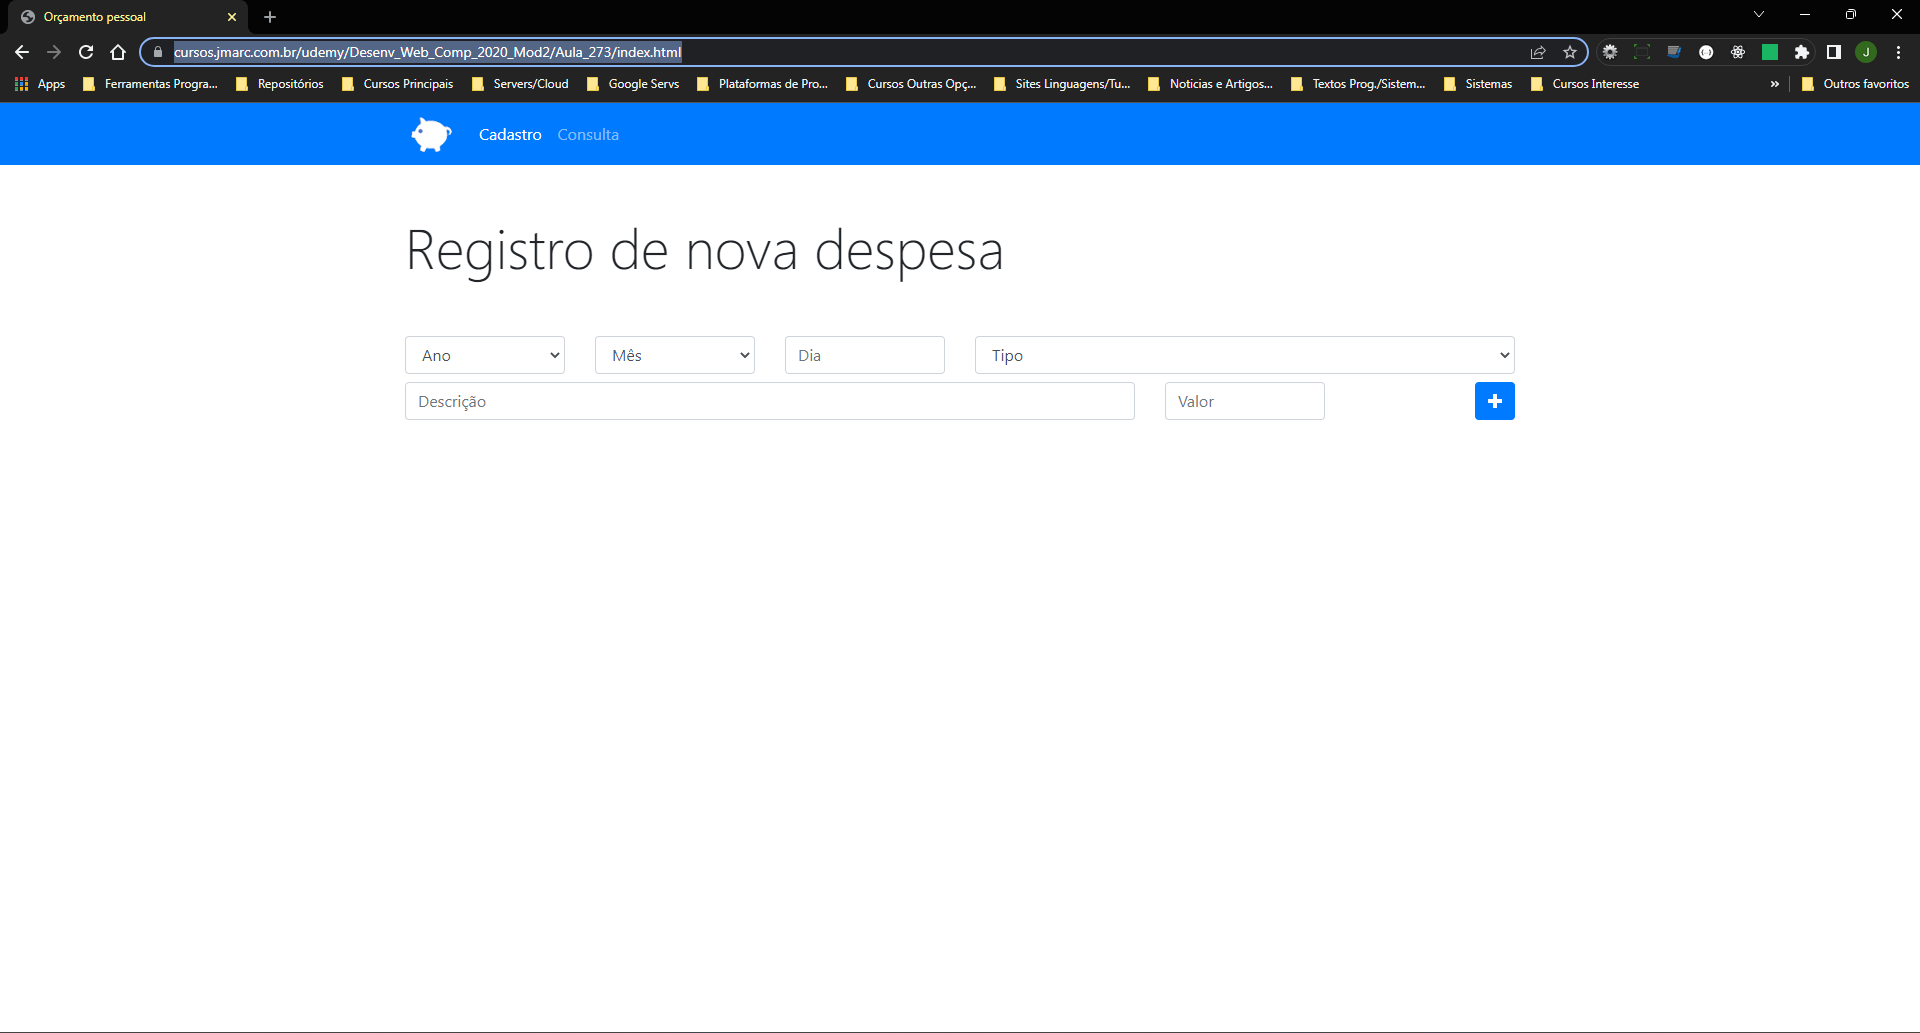 Orçamento pessoal
cursos.jmarc.com.br/udemy/Desenv_Web_Comp_2020_Mod2/Aula_273/index.html
J
Apps Ferramentas Progra... Repositórios Cursos Principais Servers/Cloud Google Servs Plataformas de Pro... Cursos Outras Opç... Sites Linguagens/Tu... Noticias e Artigos... Textos Prog./Sistem... Sistemas Cursos Interesse » Outros favoritos
Cadastro Consulta
Registro de nova despesa
Ano Mês Dia Tipo
Descrição Valor